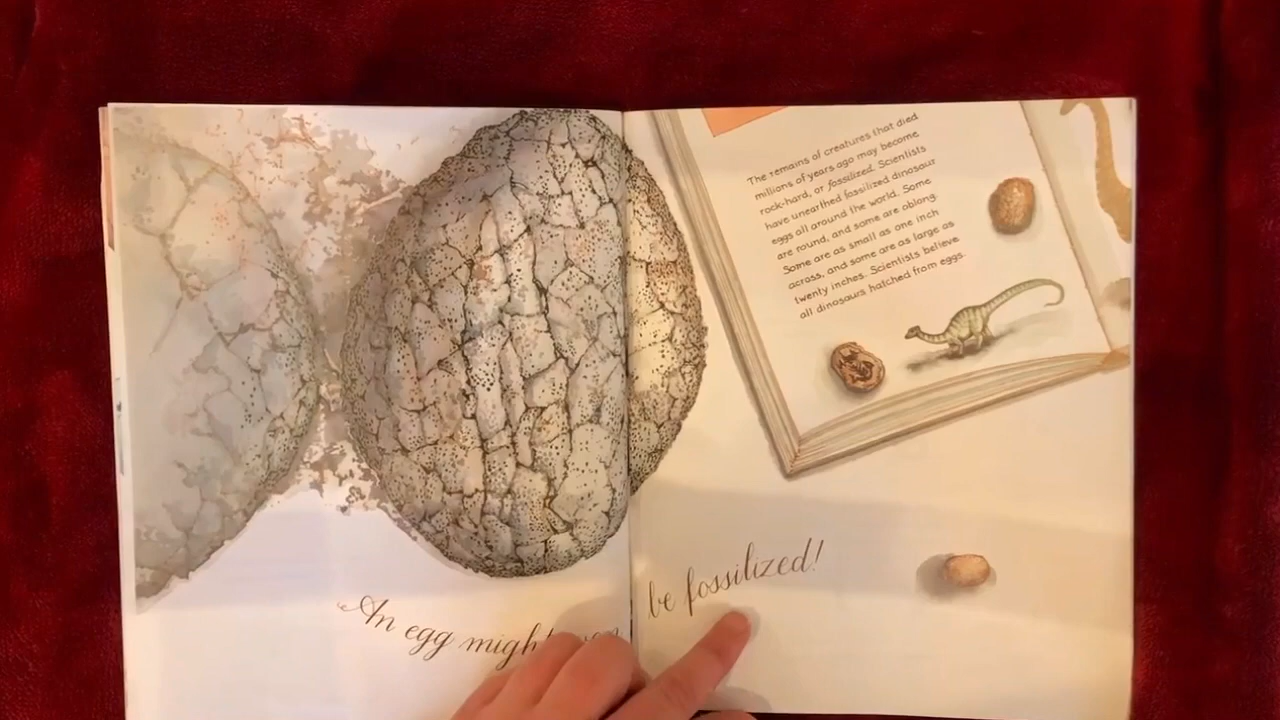 The remains of creatures that died
millions of years ago may become
rock-hard, or fossilized. Scientists
have unearthed fossilized dinosaur
eggs all around the world. Some
are round, and some are oblong.
Some are as small as one inch
across, and some are as large as
twenty inches. Scientists believe
all dinosaurs hatched from eggs.
An egg might
be fossilized!